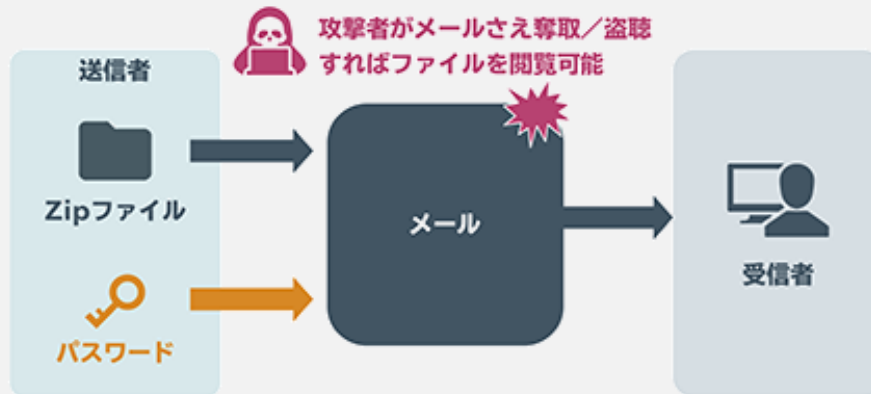 攻撃者がメールさえ奪取／盗聴
すればファイルを閲覧可能
送信者
Zipファイル
パスワード
メール
受信者